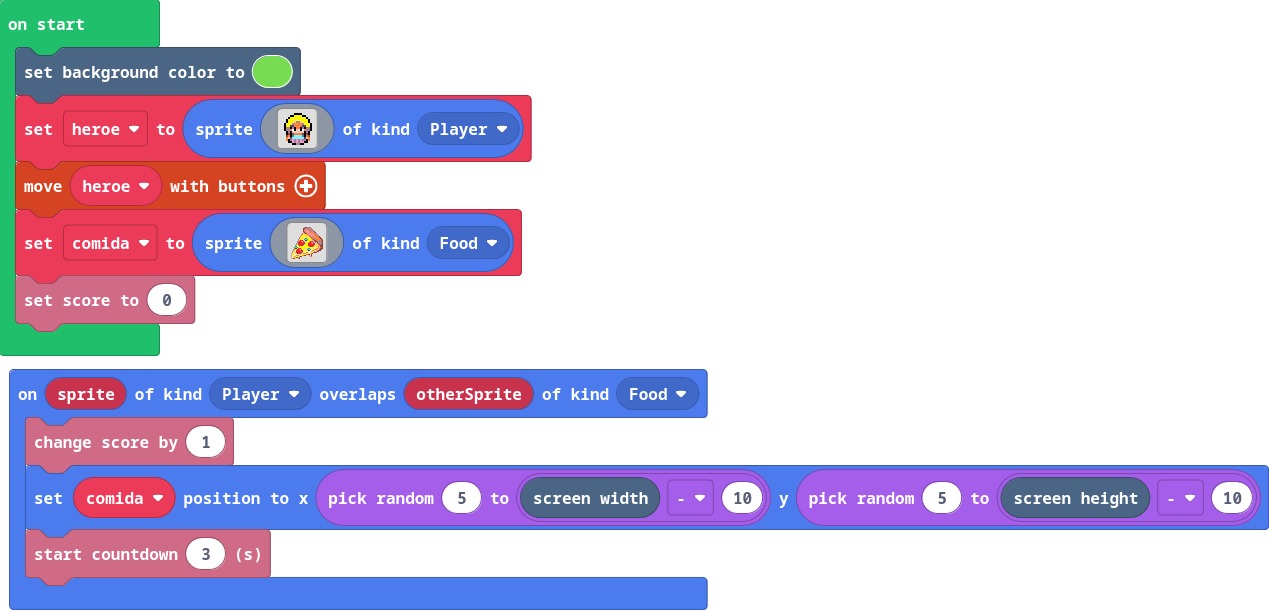 on start
set background color to
set heroe to sprite of kind Player
move heroe with buttons
set comida to sprite of kind Food
set score to 0
on sprite of kind Player overlaps otherSprite of kind Food
change score by 1
set comida position to x pick random 5 to screen width - 10 y pick random 5 to screen height - 10
start countdown 3 (s)